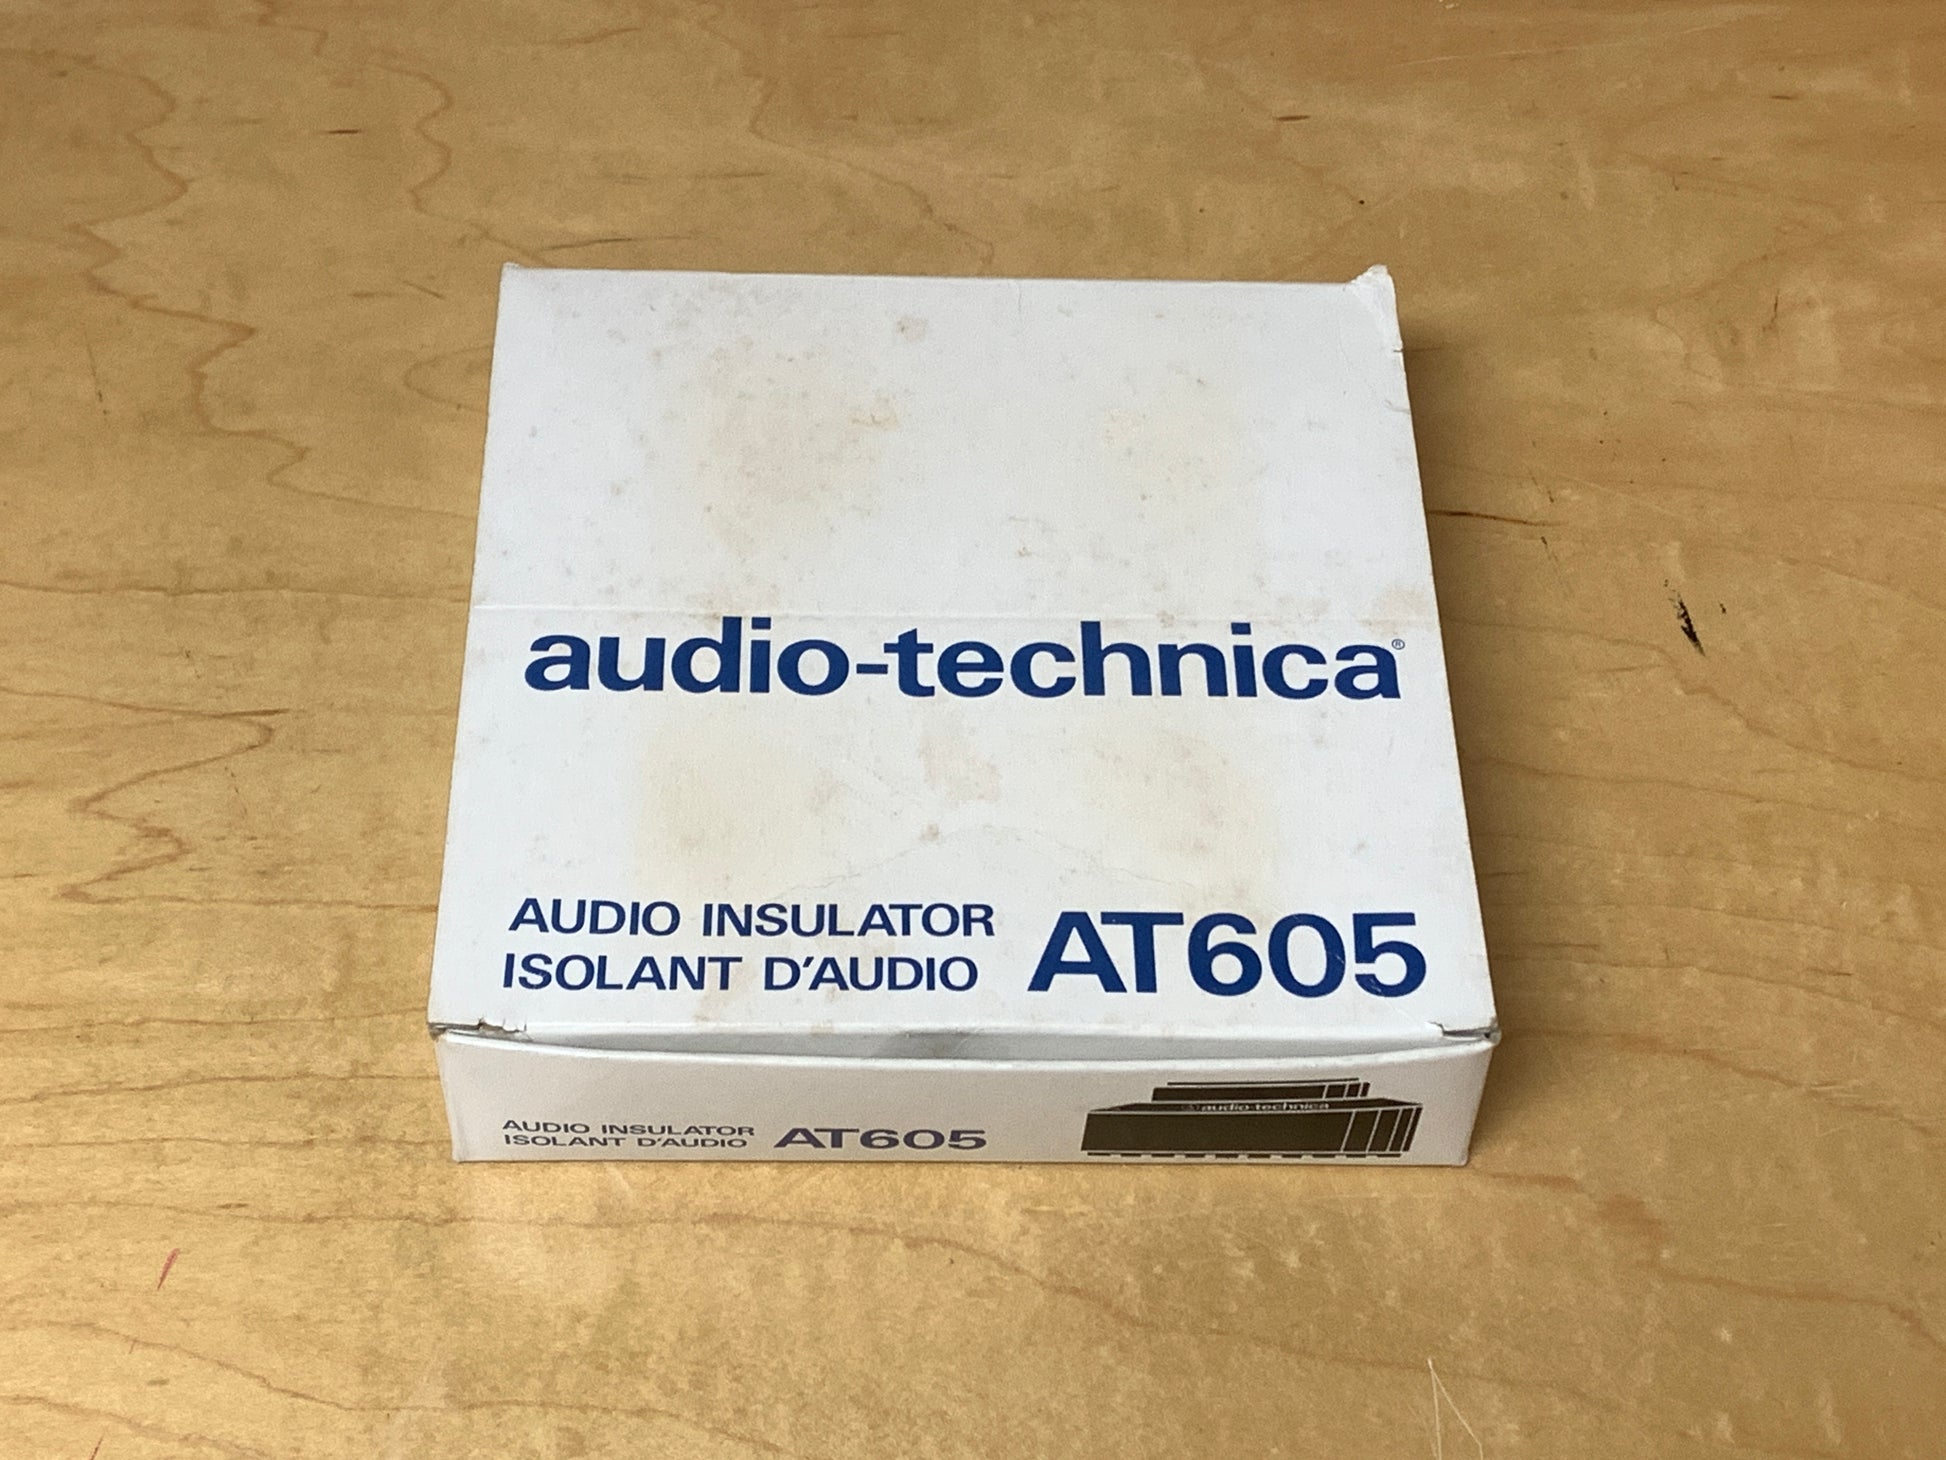 audio-technica®
AUDIO INSULATOR
ISOLANT D'AUDIO
AT605
AUDIO INSULATOR
ISOLANT D'AUDIO
AT605
audio-technica